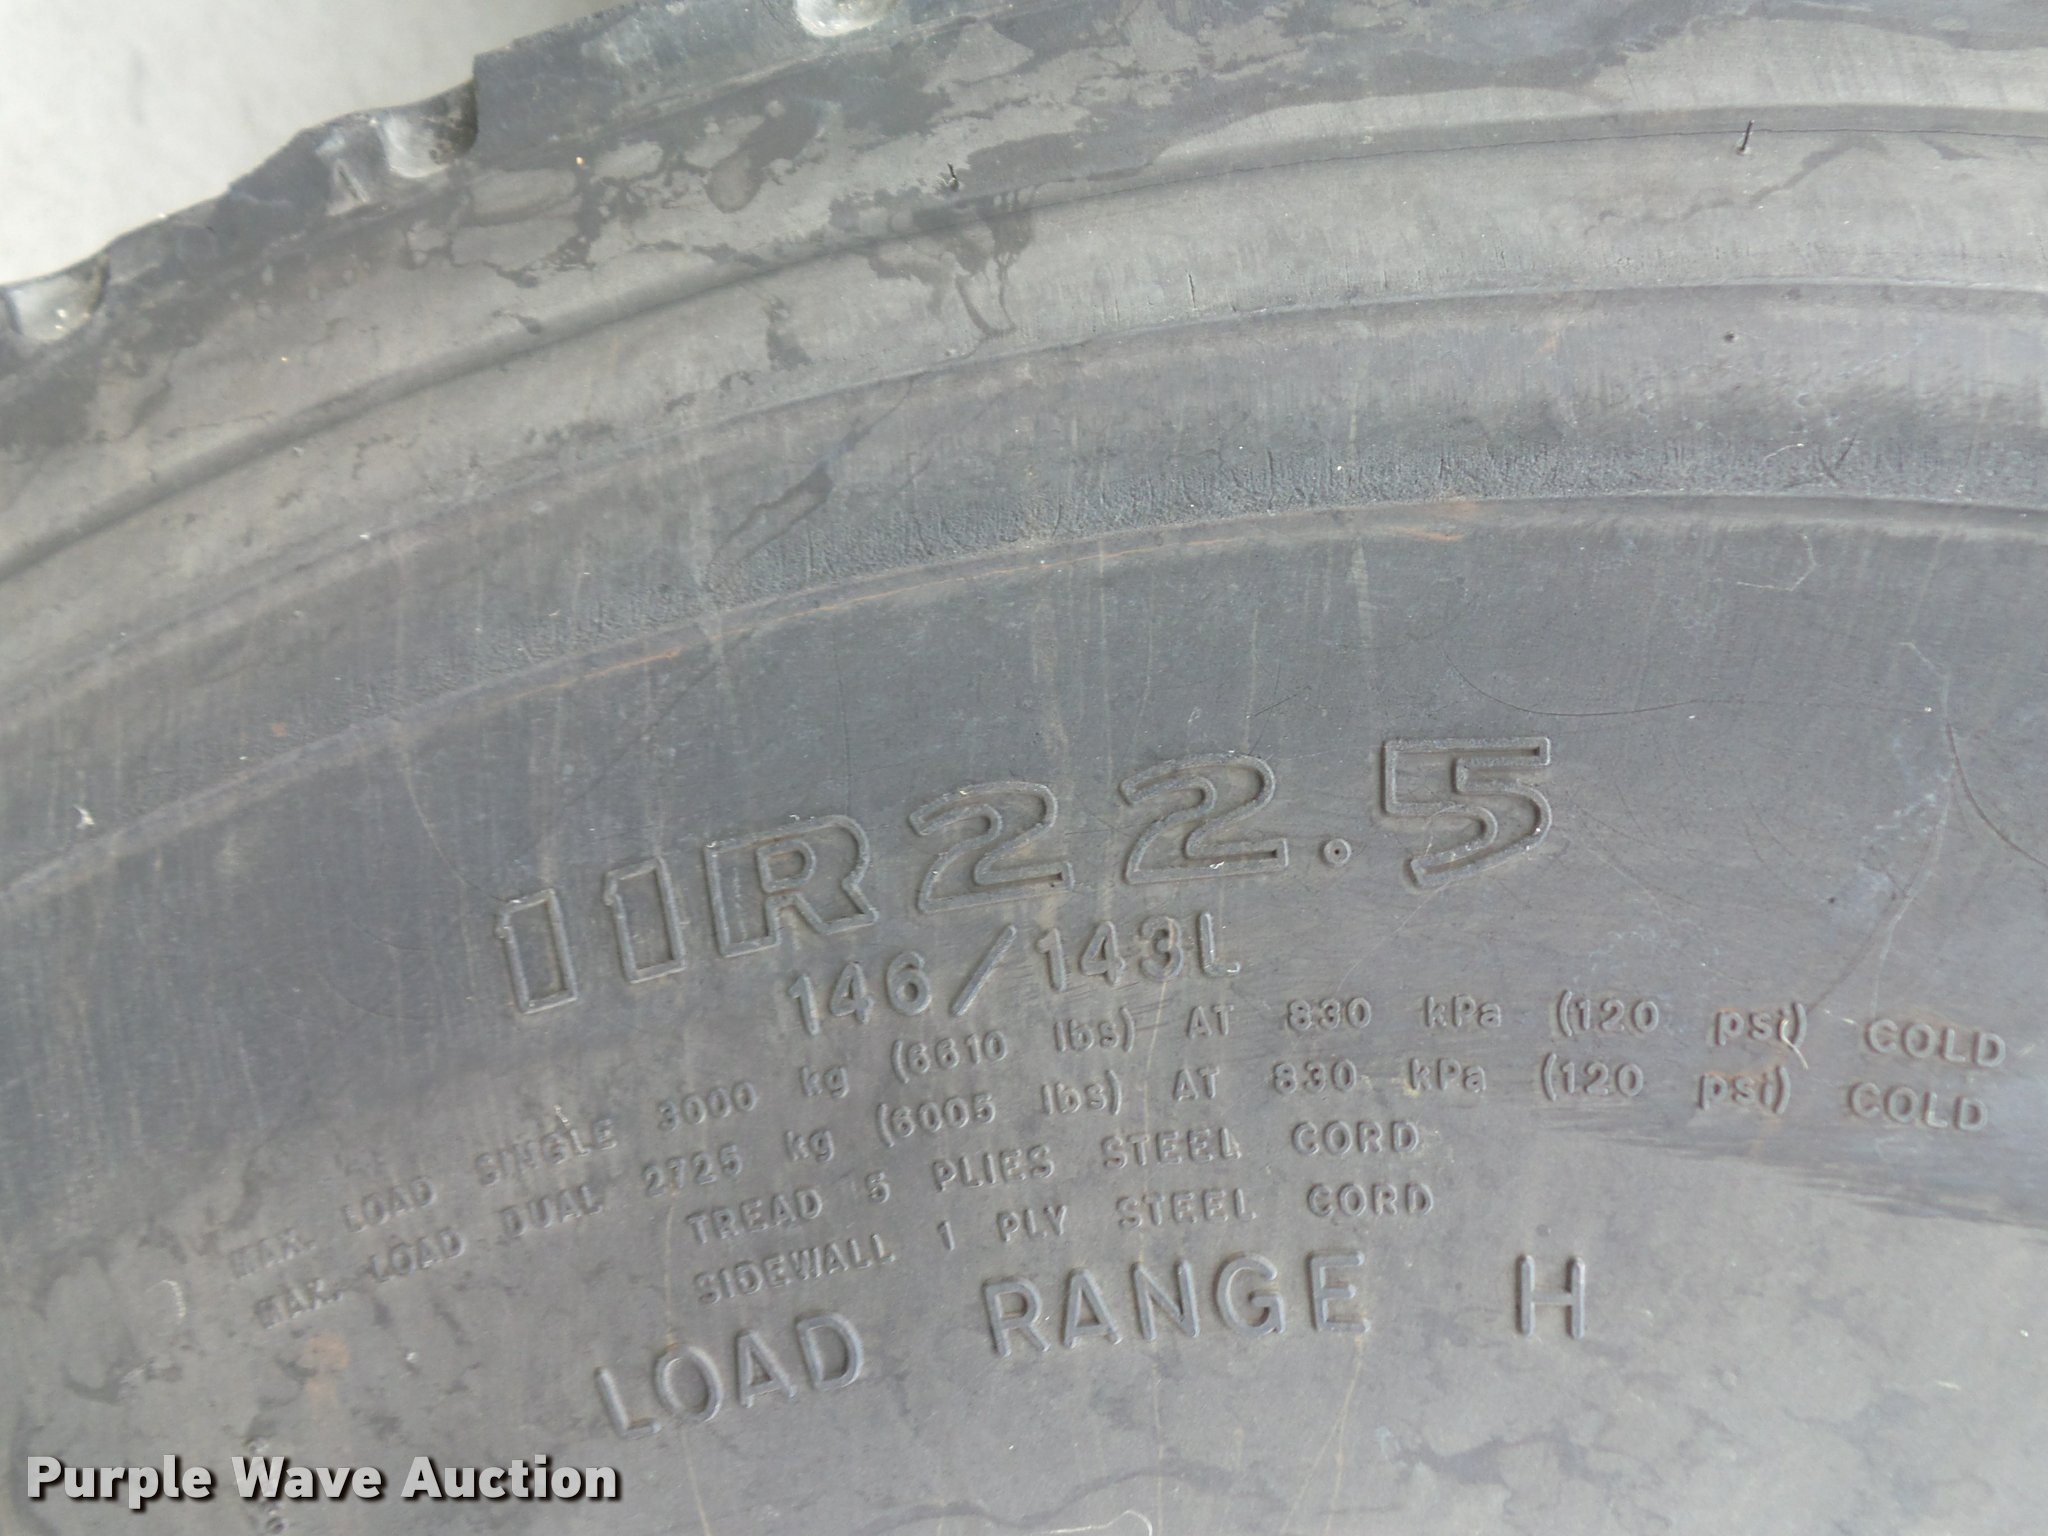 11R22.5
146/143L
MAX. LOAD SINGLE 3000 kg (6610 lbs) AT 830 kPa (120 psi) COLD
MAX. LOAD DUAL 2725 kg (6005 lbs) AT 830 kPa (120 psi) COLD
TREAD 5 PLIES STEEL CORD
SIDEWALL 1 PLY STEEL CORD
LOAD RANGE H
Purple Wave Auction